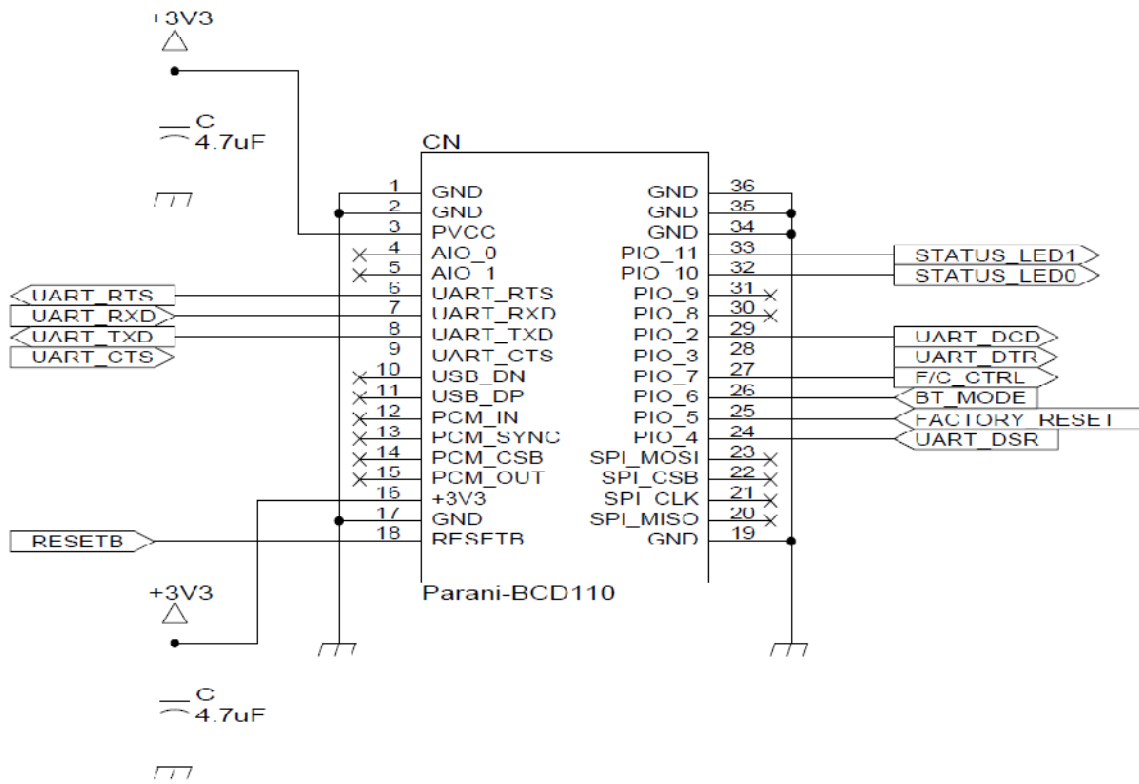 +3V3
C
4.7uF
CN
1 GND GND 36
2 GND GND 35
3 PVCC GND 34
4 AIO_0 PIO_11 33 STATUS_LED1
5 AIO_1 PIO_10 32 STATUS_LED0
UART_RTS 6 UART_RTS PIO_9 31
UART_RXD 7 UART_RXD PIO_8 30
UART_TXD 8 UART_TXD PIO_2 29 UART_DCD
UART_CTS 9 UART_CTS PIO_3 28 UART_DTR
10 USB_DN PIO_7 27 F/C_CTRL
11 USB_DP PIO_6 26 BT_MODE
12 PCM_IN PIO_5 25 FACTORY_RESET
13 PCM_SYNC PIO_4 24 UART_DSR
14 PCM_CSB SPI_MOSI 23
15 PCM_OUT SPI_CSB 22
16 +3V3 SPI_CLK 21
17 GND SPI_MISO 20
RESETB 18 RESETB GND 19
+3V3
Parani-BCD110
C
4.7uF